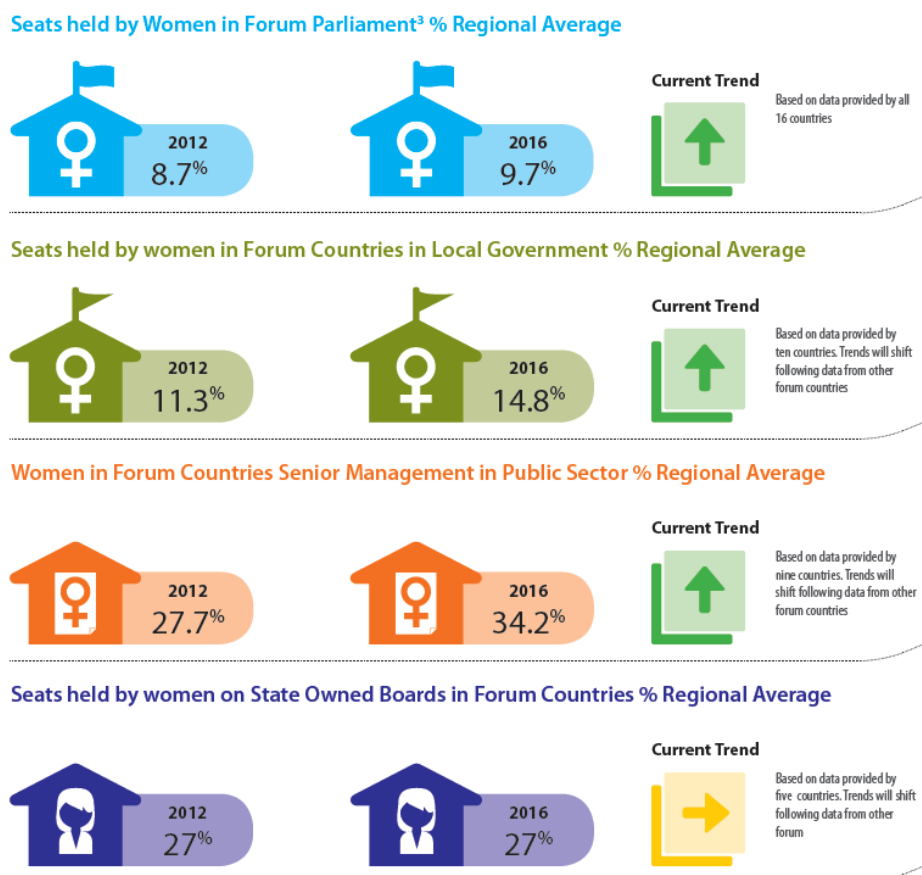 Seats held by Women in Forum Parliament³ % Regional Average
2012
8.7%
2016
9.7%
Current Trend
Based on data provided by all
16 countries
Seats held by women in Forum Countries in Local Government % Regional Average
2012
11.3%
2016
14.8%
Current Trend
Based on data provided by
ten countries. Trends will shift
following data from other
forum countries
Women in Forum Countries Senior Management in Public Sector % Regional Average
2012
27.7%
2016
34.2%
Current Trend
Based on data provided by
nine countries. Trends will
shift following data from other
forum countries
Seats held by women on State Owned Boards in Forum Countries % Regional Average
2012
27%
2016
27%
Current Trend
Based on data provided by
five countries. Trends will shift
following data from other
forum